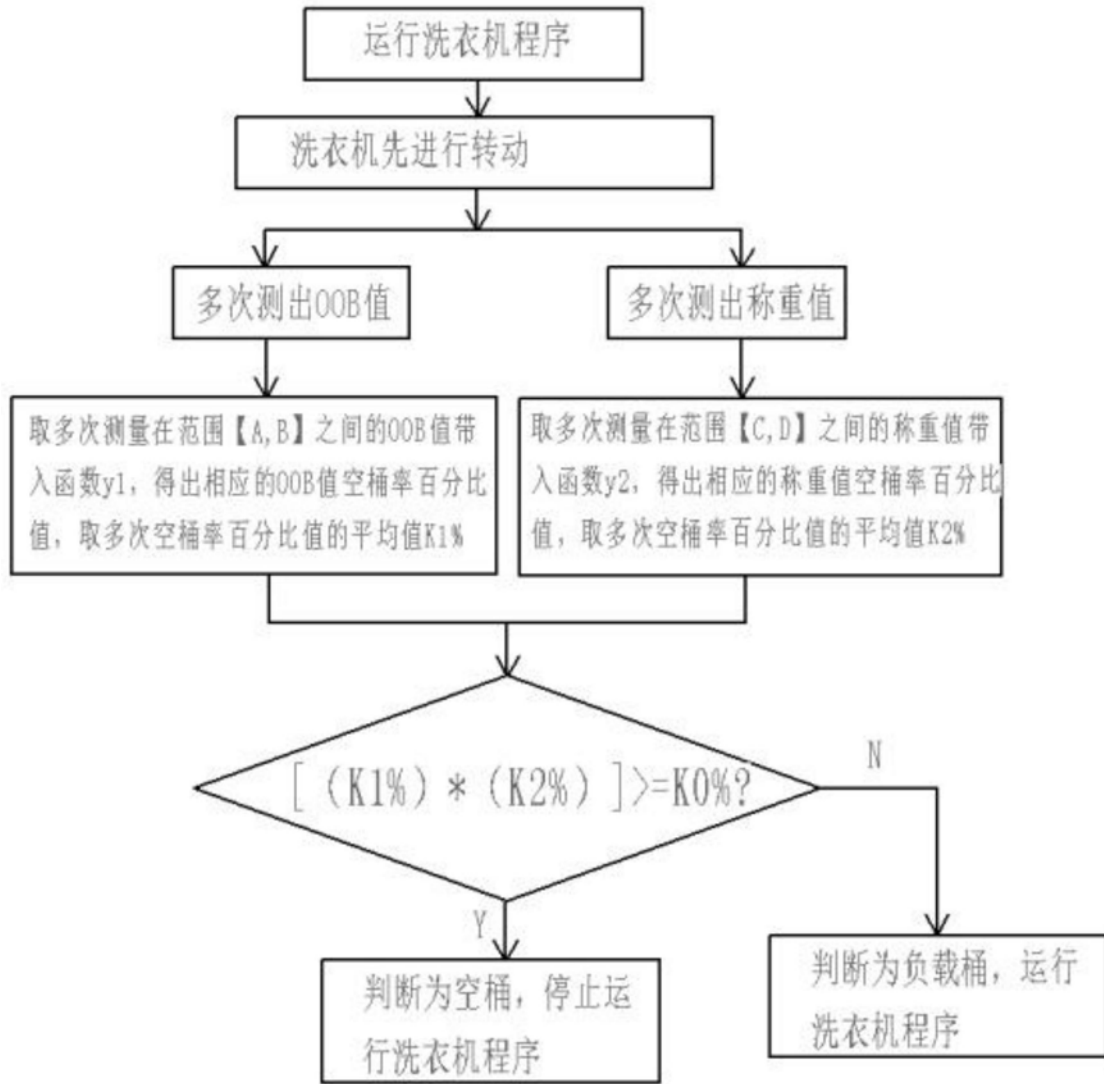 运行洗衣机程序
洗衣机先进行转动
多次测出OOB值
多次测出称重值
取多次测量在范围【A,B】之间的OOB值带
入函数y1, 得出相应的OOB值空桶率百分比
值, 取多次空桶率百分比值的平均值K1%
取多次测量在范围【C,D】之间的称重值带
入函数y2, 得出相应的称重值空桶率百分比
值, 取多次空桶率百分比值的平均值K2%
[ (K1%) * (K2%) ]>=K0%?
N
Y
判断为空桶, 停止运
行洗衣机程序
判断为负载桶, 运行
洗衣机程序